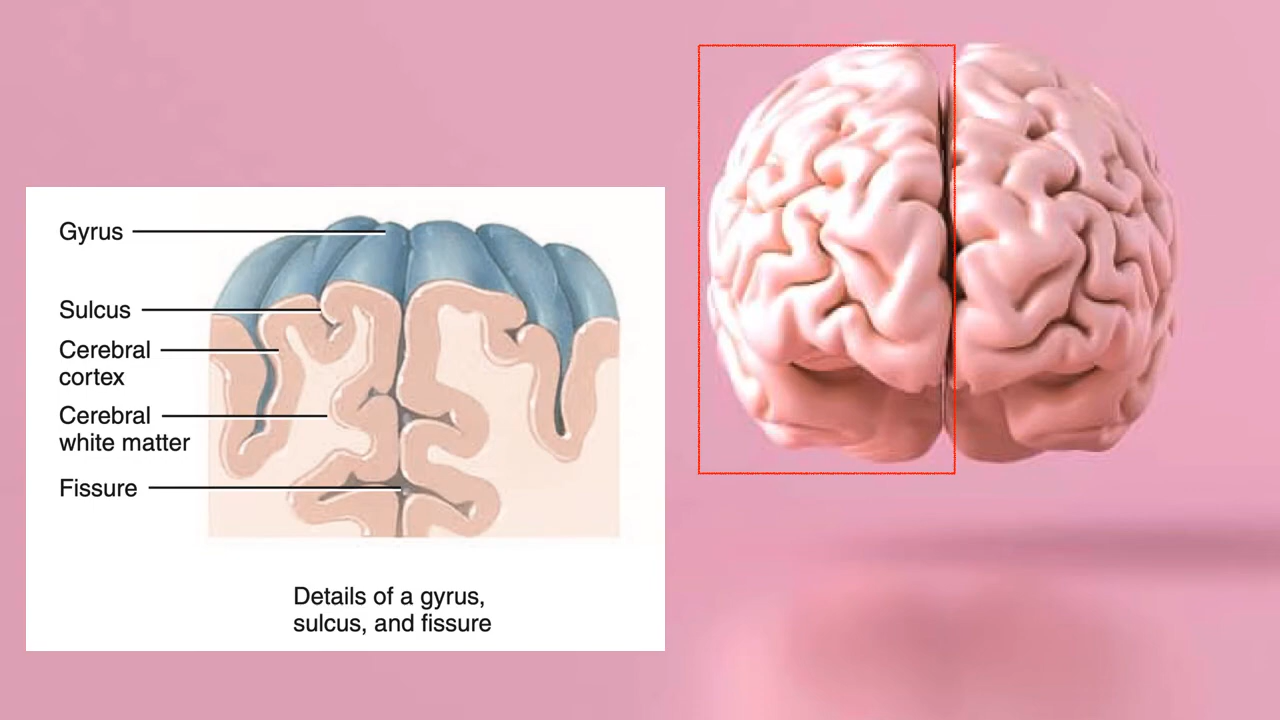 Gyrus
Sulcus
Cerebral
cortex
Cerebral
white matter
Fissure
Details of a gyrus,
sulcus, and fissure